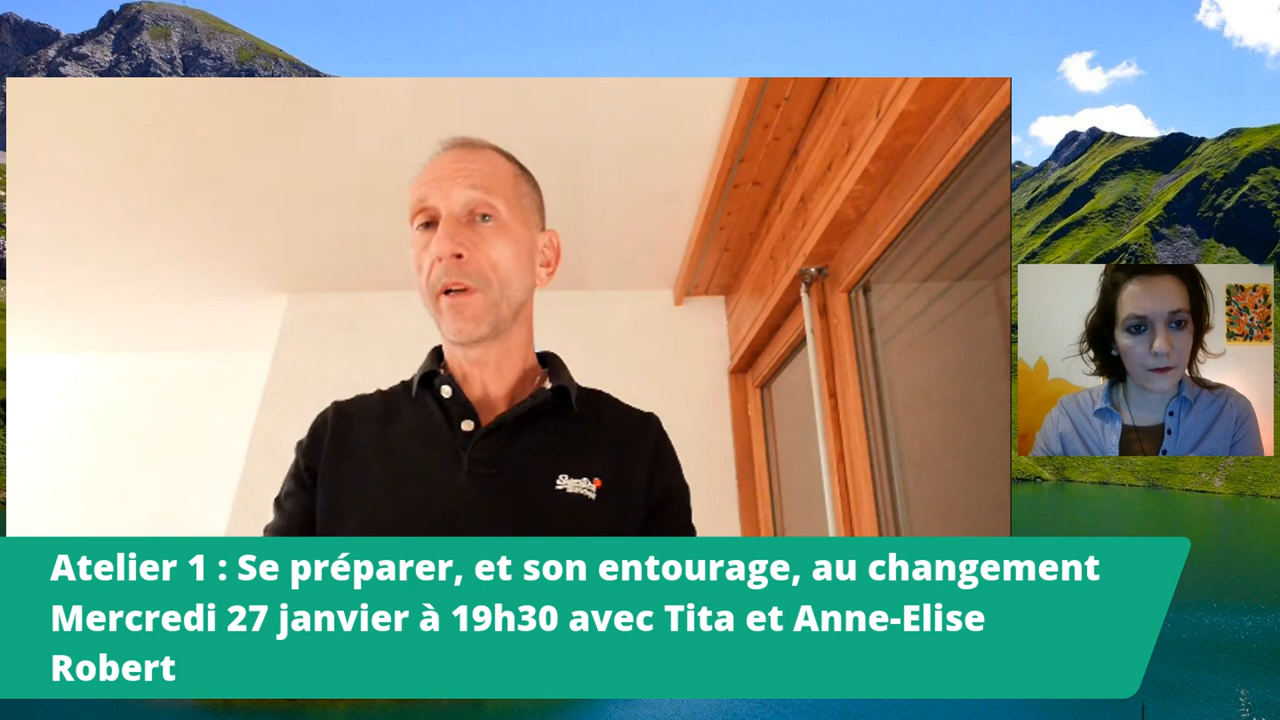 Atelier 1 : Se préparer, et son entourage, au changement
Mercredi 27 janvier à 19h30 avec Tita et Anne-Elise
Robert